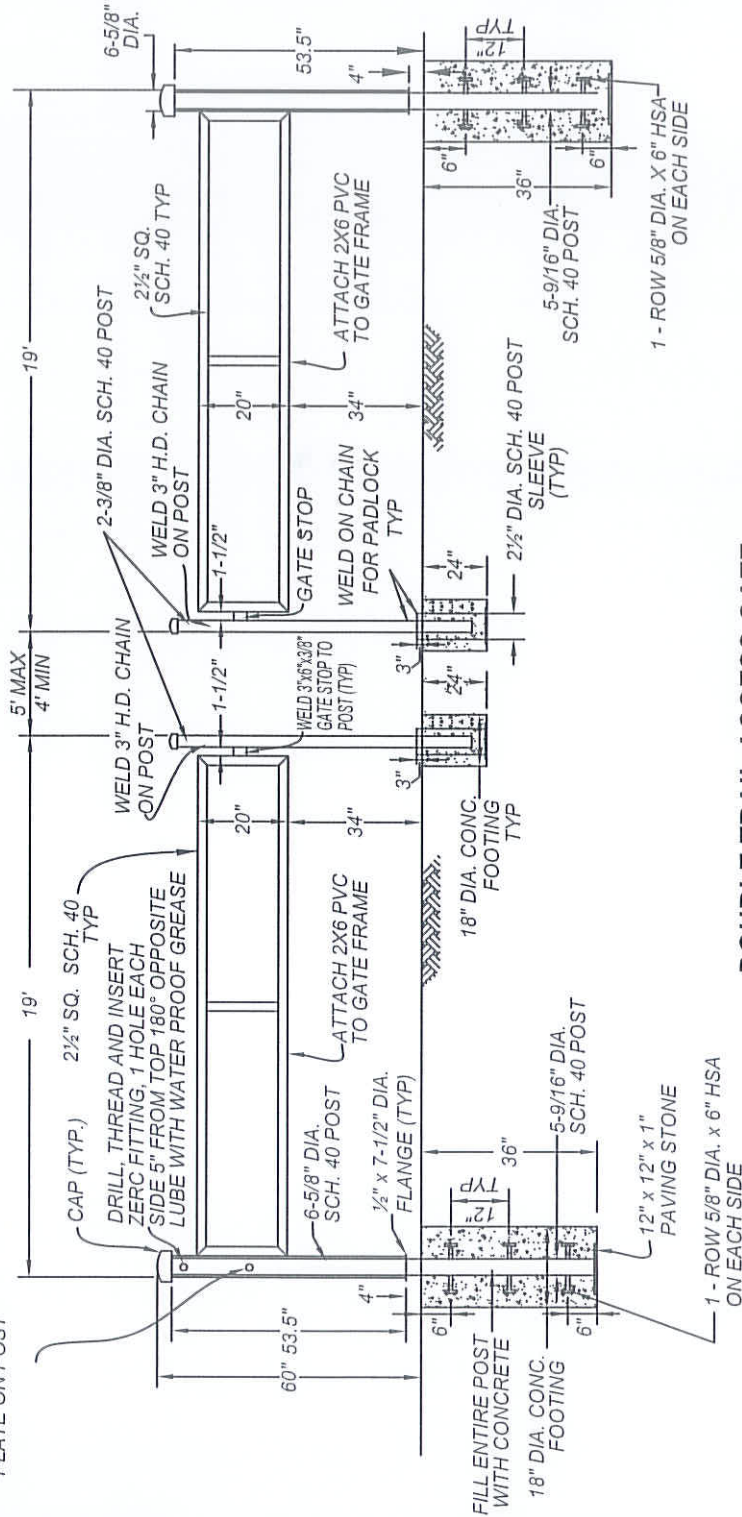 PLATE ON POST
19'
5' MAX
4' MIN
19'
6-5/8"
DIA.
CAP (TYP.)
2½" SQ. SCH. 40
TYP
DRILL, THREAD AND INSERT
ZERC FITTING, 1 HOLE EACH
SIDE 5" FROM TOP 180° OPPOSITE
LUBE WITH WATER PROOF GREASE
WELD 3" H.D. CHAIN
ON POST
2-3/8" DIA. SCH. 40 POST
WELD 3" H.D. CHAIN
ON POST
2½" SQ.
SCH. 40 TYP
1-1/2"
1-1/2"
WELD 3"x6"x3/8"
GATE STOP TO
POST (TYP)
GATE STOP
20"
20"
34"
34"
60"
53.5"
53.5"
4"
4"
6-5/8" DIA.
SCH. 40 POST
½" x 7-1/2" DIA.
FLANGE (TYP)
ATTACH 2X6 PVC
TO GATE FRAME
ATTACH 2X6 PVC
TO GATE FRAME
WELD ON CHAIN
FOR PADLOCK
TYP
FILL ENTIRE POST
WITH CONCRETE
18" DIA. CONC.
FOOTING
6"
12"
TYP
6"
36"
5-9/16" DIA.
SCH. 40 POST
12" x 12" x 1"
PAVING STONE
1 - ROW 5/8" DIA. x 6" HSA
ON EACH SIDE
18" DIA. CONC.
FOOTING
TYP
3"
24"
3"
24"
2½" DIA. SCH. 40 POST
SLEEVE
(TYP)
5-9/16" DIA.
SCH. 40 POST
36"
6"
12"
TYP
6"
1 - ROW 5/8" DIA. X 6" HSA
ON EACH SIDE